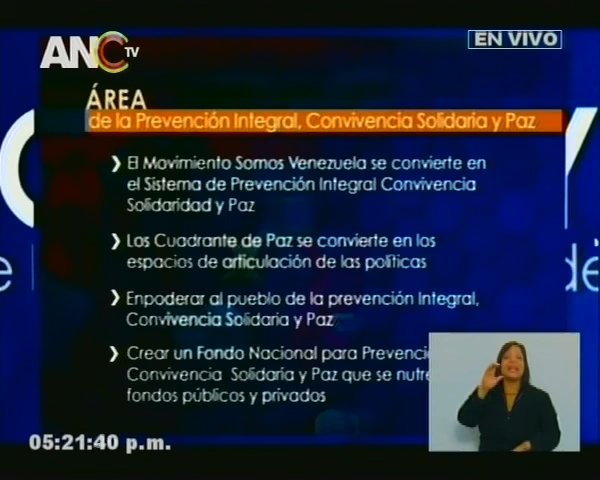 ANC TV
EN VIVO
ÁREA
de la Prevención Integral, Convivencia Solidaria y Paz
❯ El Movimiento Somos Venezuela se convierte en
el Sistema de Prevención Integral Convivencia
Solidaridad y Paz
❯ Los Cuadrante de Paz se convierte en los
espacios de articulación de las políticas
❯ Enpoderar al pueblo de la prevención Integral,
Convivencia Solidaria y Paz
❯ Crear un Fondo Nacional para
Convivencia Solidaria y Paz que se
fondos públicos y privados
05:21:40 p.m.